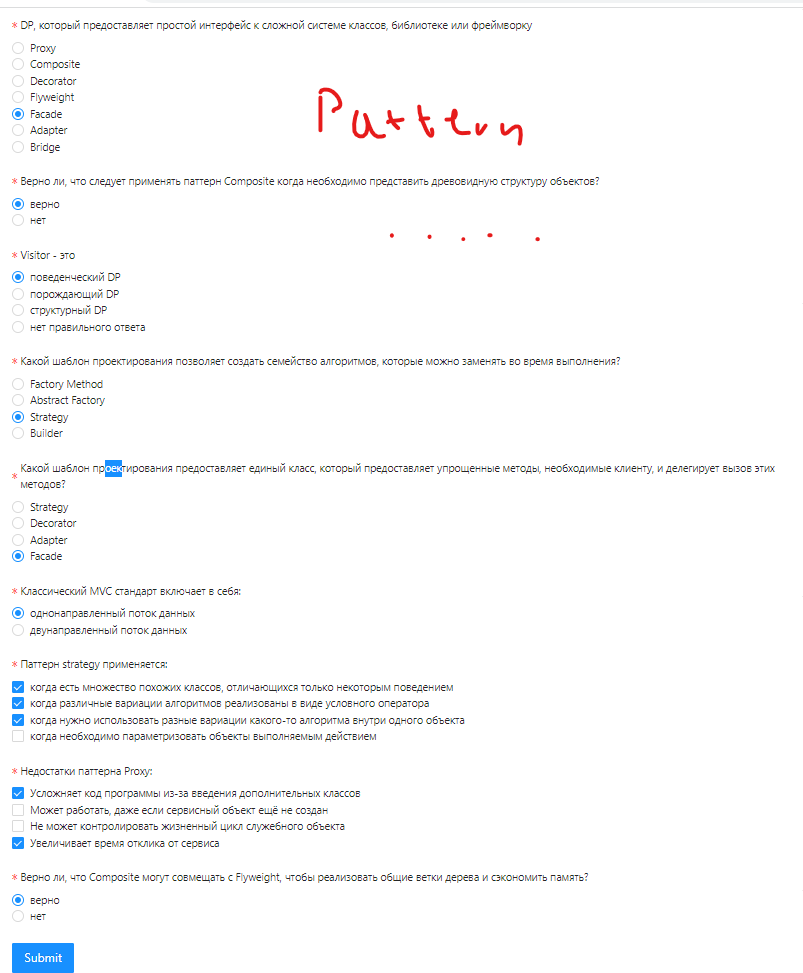 * DP, который предоставляет простой интерфейс к сложной системе классов, библиотеке или фреймворку
Proxy
Composite
Decorator
Flyweight
Facade
Adapter
Bridge
Pattern
* Верно ли, что следует применять паттерн Composite когда необходимо представить древовидную структуру объектов?
верно
нет
* Visitor - это
поведенческий DP
порождающий DP
структурный DP
нет правильного ответа
* Какой шаблон проектирования позволяет создать семейство алгоритмов, которые можно заменять во время выполнения?
Factory Method
Abstract Factory
Strategy
Builder
* Какой шаблон проектирования предоставляет единый класс, который предоставляет упрощенные методы, необходимые клиенту, и делегирует вызов этих
методов?
Strategy
Decorator
Adapter
Facade
* Классический MVC стандарт включает в себя:
однонаправленный поток данных
двунаправленный поток данных
* Паттерн strategy применяется:
когда есть множество похожих классов, отличающихся только некоторым поведением
когда различные вариации алгоритмов реализованы в виде условного оператора
когда нужно использовать разные вариации какого-то алгоритма внутри одного объекта
когда необходимо параметризовать объекты выполняемым действием
* Недостатки паттерна Proxy:
Усложняет код программы из-за введения дополнительных классов
Может работать, даже если сервисный объект ещё не создан
Не может контролировать жизненный цикл служебного объекта
Увеличивает время отклика от сервиса
* Верно ли, что Composite могут совмещать с Flyweight, чтобы реализовать общие ветки дерева и сэкономить память?
верно
нет
Submit